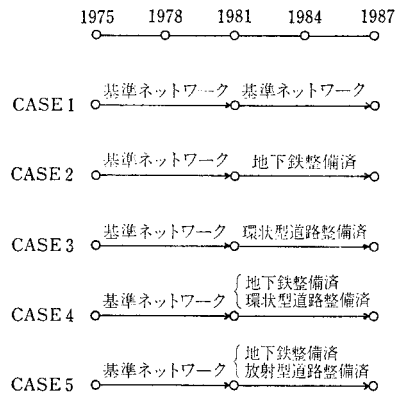 1975 1978 1981 1984 1987
基準ネットワーク 基準ネットワーク
CASE 1
基準ネットワーク 地下鉄整備済
CASE 2
基準ネットワーク 環状型道路整備済
CASE 3
地下鉄整備済
基準ネットワーク 環状型道路整備済
CASE 4
地下鉄整備済
基準ネットワーク 放射型道路整備済
CASE 5